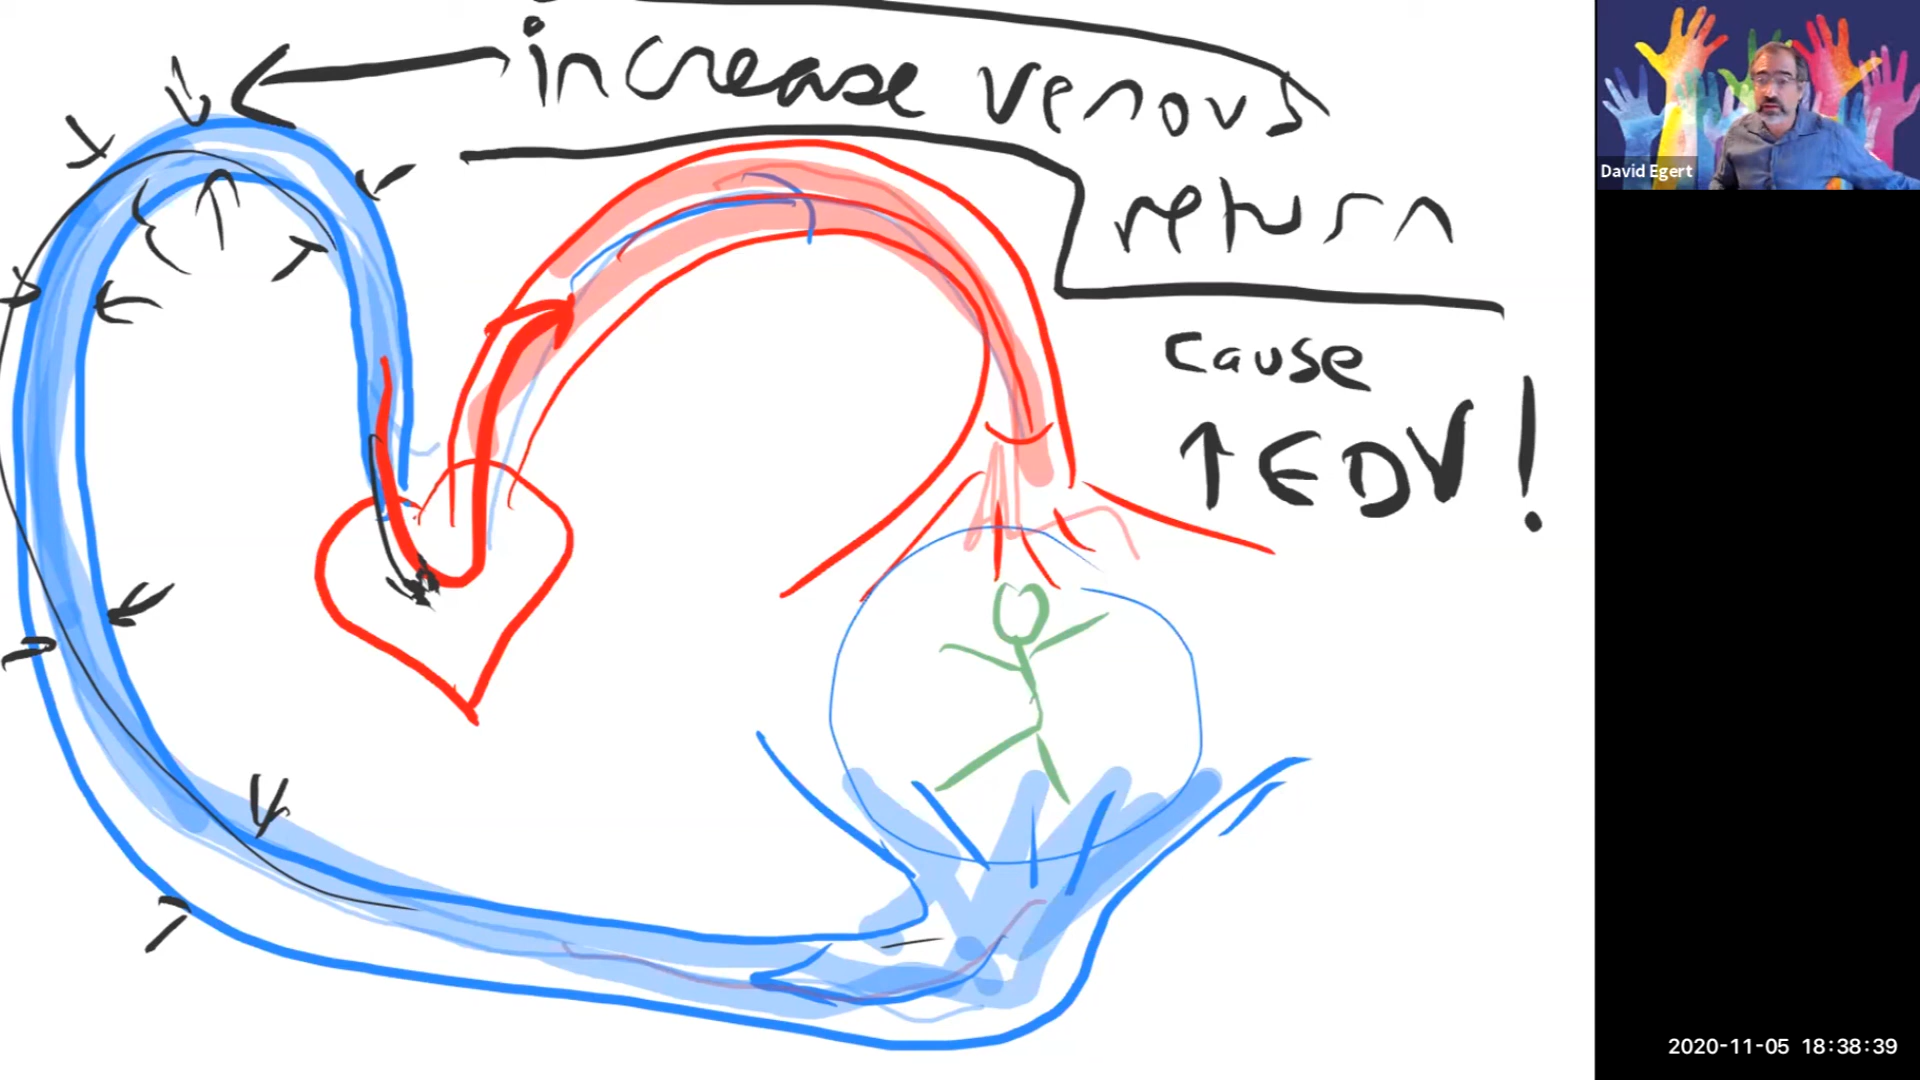 increase venous
return
cause
↑EDV!
David Egert
2020-11-05 18:38:39